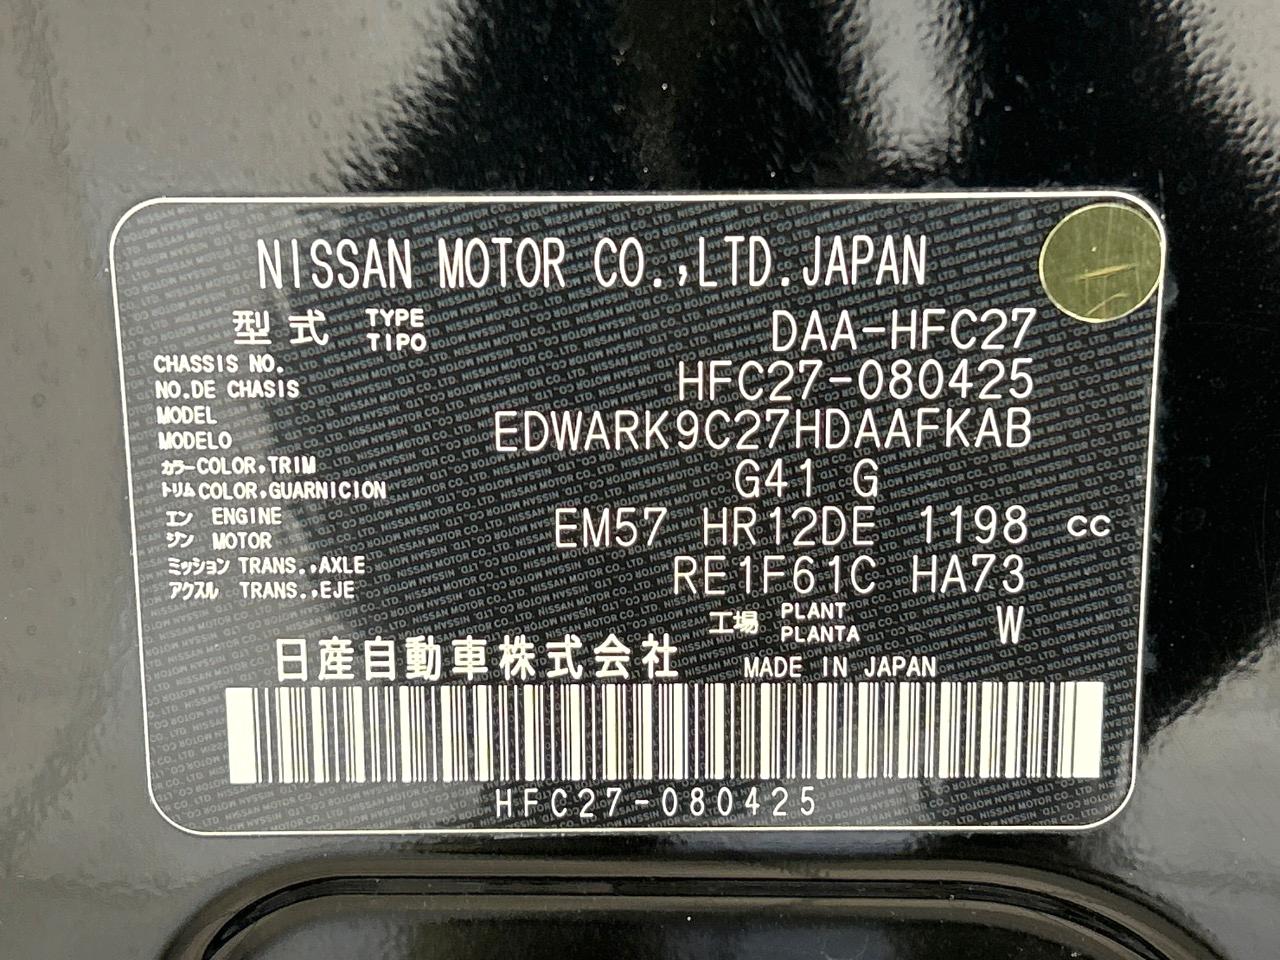 NISSAN MOTOR CO.,LTD.JAPAN
型式 TYPE TIPO DAA-HFC27
CHASSIS NO.
NO.DE CHASIS HFC27-080425
MODEL
MODELO EDWARK9C27HDAAFKAB
カラー COLOR,TRIM
トリム COLOR,GUARNICION G41 G
エン ENGINE
ジン MOTOR EM57 HR12DE 1198 cc
ミッション TRANS.,AXLE
アクスル TRANS.,EJE RE1F61C HA73
工場 PLANT PLANTA W
日産自動車株式会社 MADE IN JAPAN
HFC27-080425